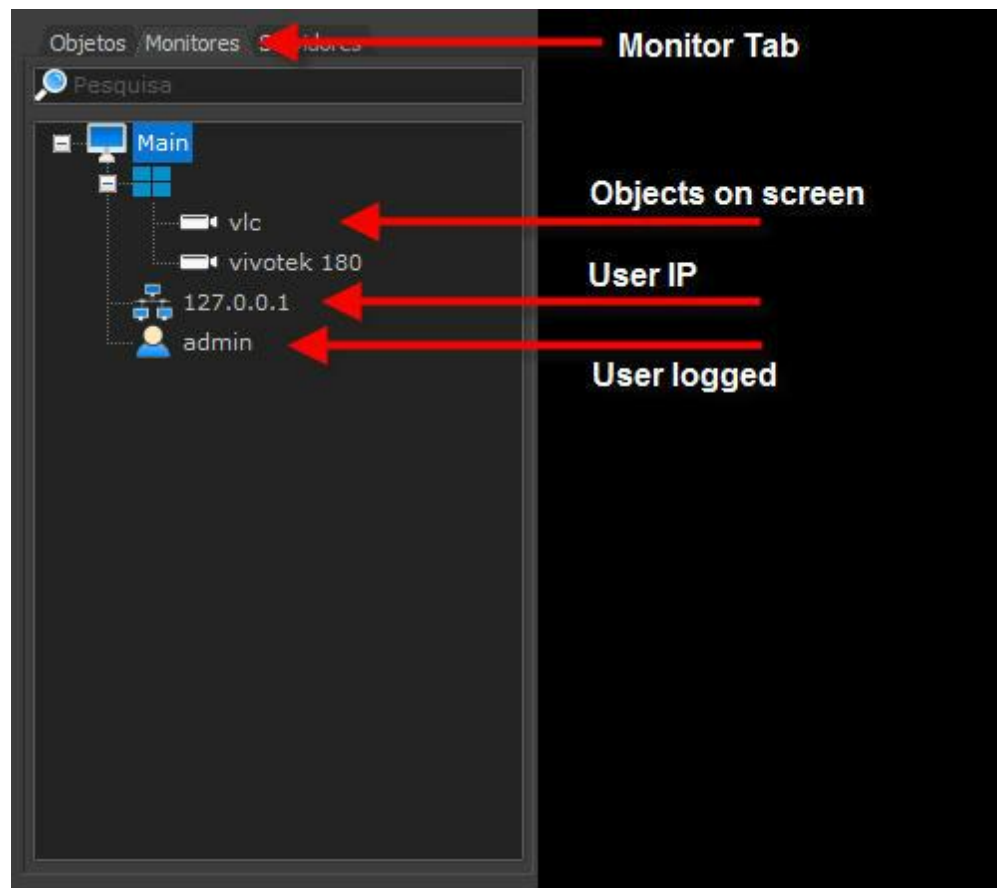 Objetos Monitores
Monitor Tab
Pesquisa
Main
Objects on screen
vlc
vivotek 180
User IP
127.0.0.1
admin
User logged